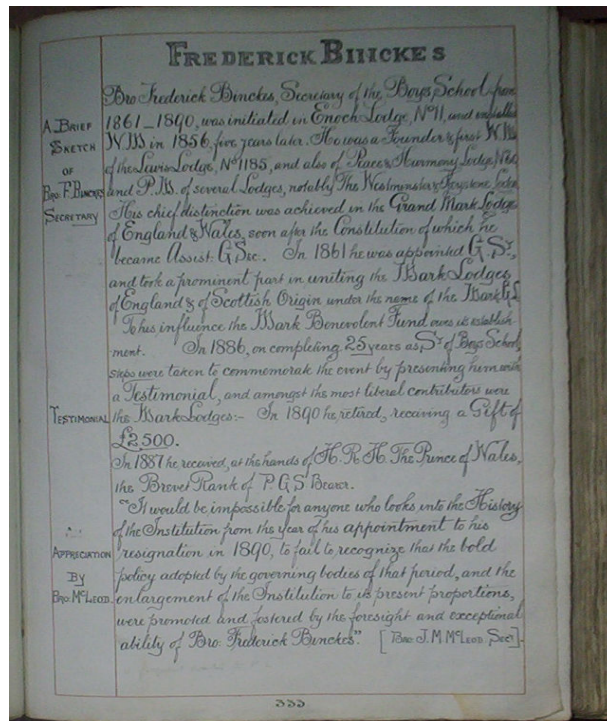 FREDERICK BINCKES
A BRIEF
SKETCH
OF
BRO. F. BINCKES
SECRETARY
Bro Frederick Binckes, Secretary of the Boys School, from
1861_1890, was initiated in Enoch Lodge, No 11, and installed
W.M in 1856, five years later. He was a Founder & first W.M.
of the Lewis Lodge, No 1185, and also of Peace & Harmony Lodge,
and P.M. of several Lodges, notably The Westminster & Keystone Lodge
His chief distinction was achieved in the Grand Mark Lodge
of England & Wales, soon after the Constitution of which he
became Assist. G Sec. In 1861 he was appointed G. Sy.,
and took a prominent part in uniting the Mark Lodges
of England & of Scottish Origin under the name of the Mark G.L
To his influence the Mark Benevolent Fund owes its establish-
ment. In 1886, on completing 25 years as Sy of Boys School,
steps were taken to commemorate the event by presenting him with
a Testimonial, and amongst the most liberal contributors were
TESTIMONIAL
the Mark Lodges:– In 1890 he retired, receiving a Gift of
£2,500.
In 1887 he received, at the hands of H. R. H. The Prince of Wales,
the Brevet Rank of P. G. Sd Bearer.
"It would be impossible for anyone who looks into the History
of the Institution from the year of his appointment to his
APPRECIATION
BY
BRO. McLEOD.
resignation in 1890, to fail to recognize that the bold
policy adopted by the governing bodies of that period, and the
enlargement of the Institution to its present proportions,
were promoted and fostered by the foresight and exceptional
ability of Bro: Frederick Binckes". [Bro J. M. McLeod. Secy].
333